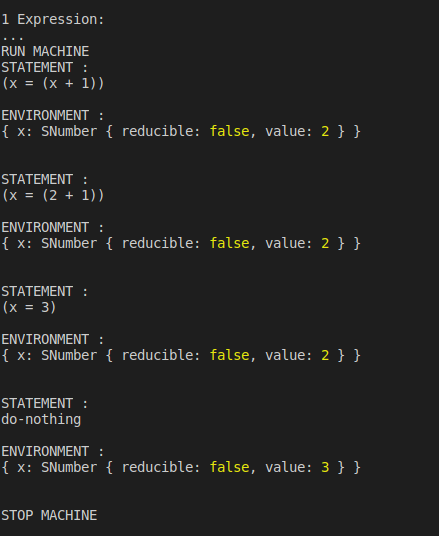 1 Expression:
...
RUN MACHINE
STATEMENT :
(x = (x + 1))
ENVIRONMENT :
{ x: SNumber { reducible: false, value: 2 } }
STATEMENT :
(x = (2 + 1))
ENVIRONMENT :
{ x: SNumber { reducible: false, value: 2 } }
STATEMENT :
(x = 3)
ENVIRONMENT :
{ x: SNumber { reducible: false, value: 2 } }
STATEMENT :
do-nothing
ENVIRONMENT :
{ x: SNumber { reducible: false, value: 3 } }
STOP MACHINE